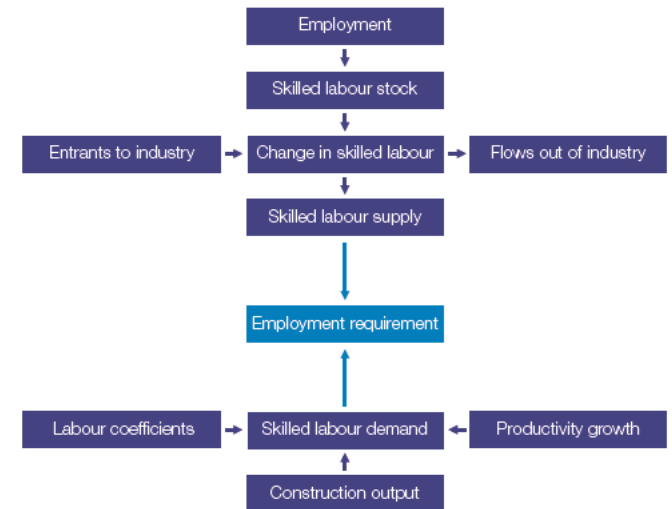 Employment
Skilled labour stock
Entrants to industry
Change in skilled labour
Flows out of industry
Skilled labour supply
Employment requirement
Labour coefficients
Skilled labour demand
Productivity growth
Construction output